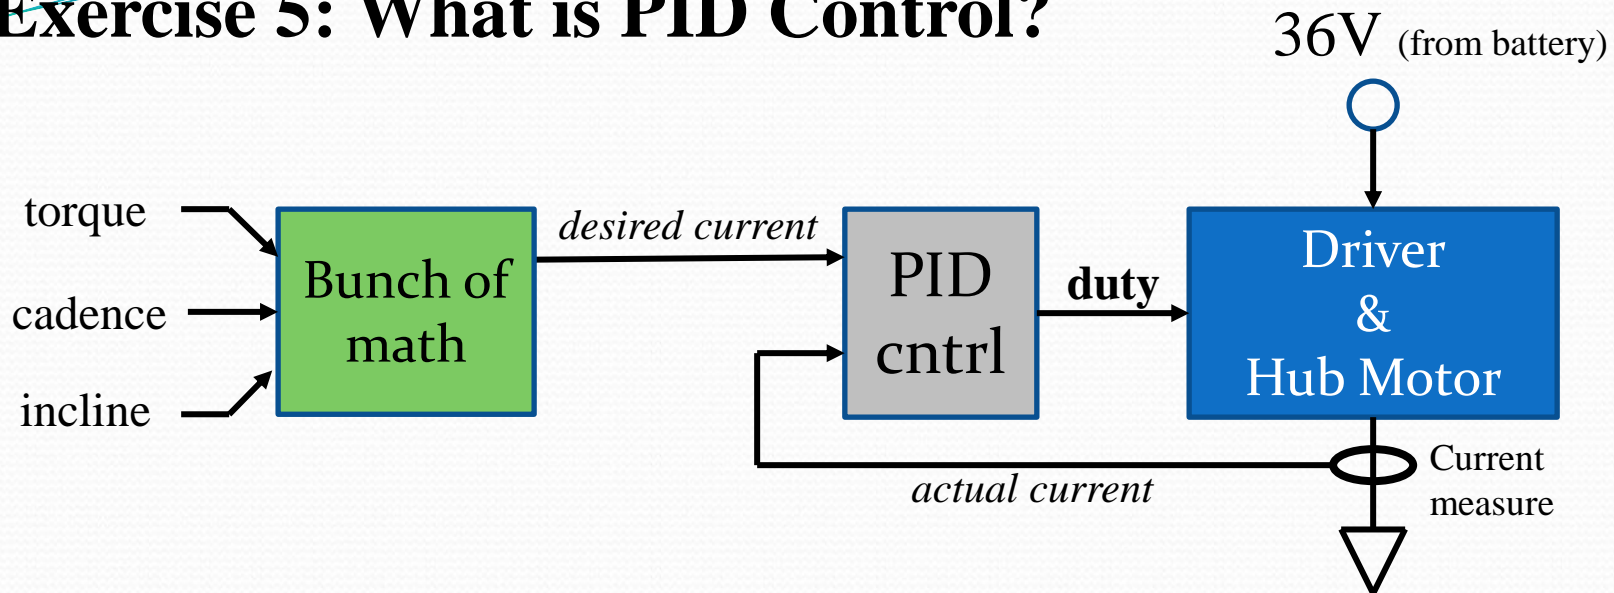 Exercise 5: What is PID Control?
36V (from battery)
torque
cadence
incline
Bunch of
math
desired current
PID
cntrl
duty
Driver
&
Hub Motor
actual current
Current
measure